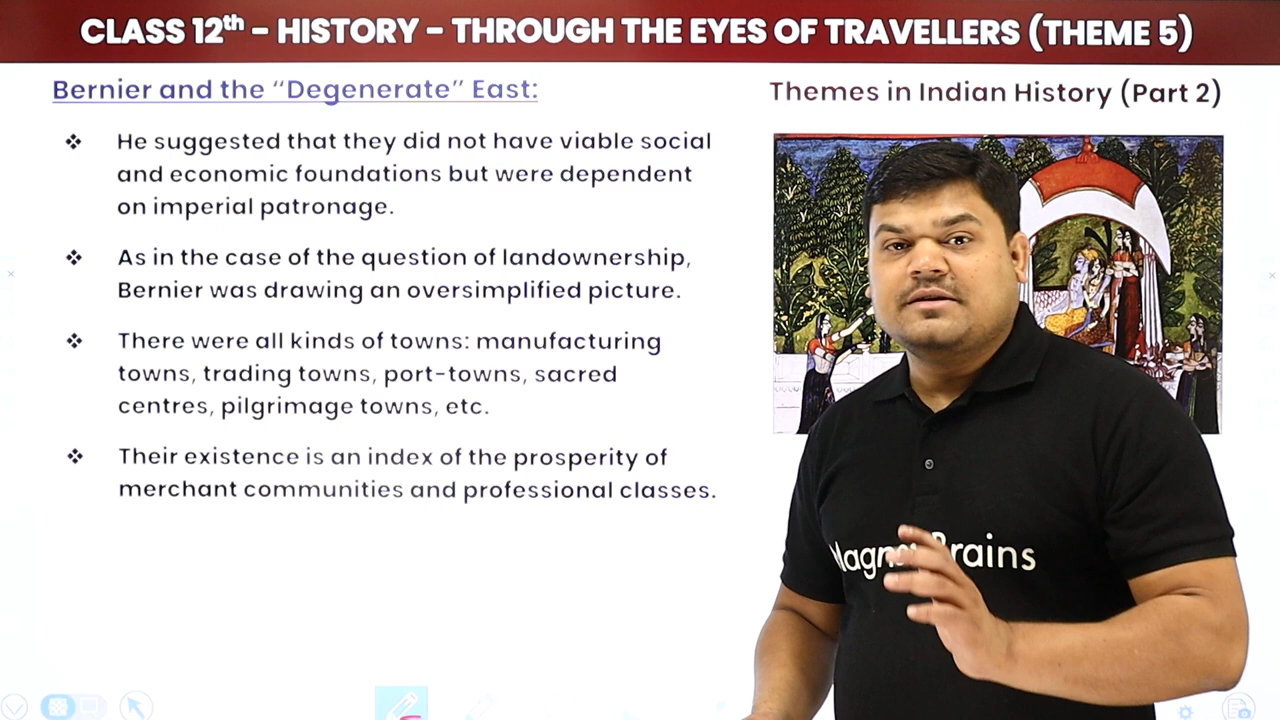 CLASS 12th – HISTORY – THROUGH THE EYES OF TRAVELLERS (THEME 5)
Bernier and the “Degenerate” East:
Themes in Indian History (Part 2)
❖ He suggested that they did not have viable social
and economic foundations but were dependent
on imperial patronage.
❖ As in the case of the question of landownership,
Bernier was drawing an oversimplified picture.
❖ There were all kinds of towns: manufacturing
towns, trading towns, port-towns, sacred
centres, pilgrimage towns, etc.
❖ Their existence is an index of the prosperity of
merchant communities and professional classes.